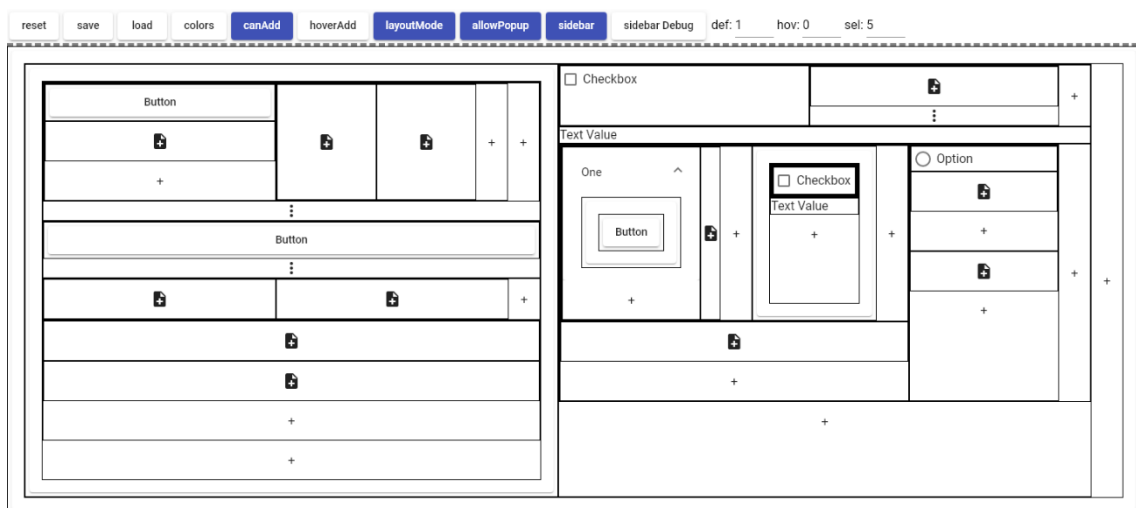 reset save load colors canAdd hoverAdd layoutMode allowPopup sidebar sidebar Debug def: 1 hov: 0 sel: 5
Button
+ +
+
Button
+
+
+
Checkbox
+
Text Value
One
Button
+
+
Checkbox
Text Value
+
+
+
Option
+
+
+
+
+